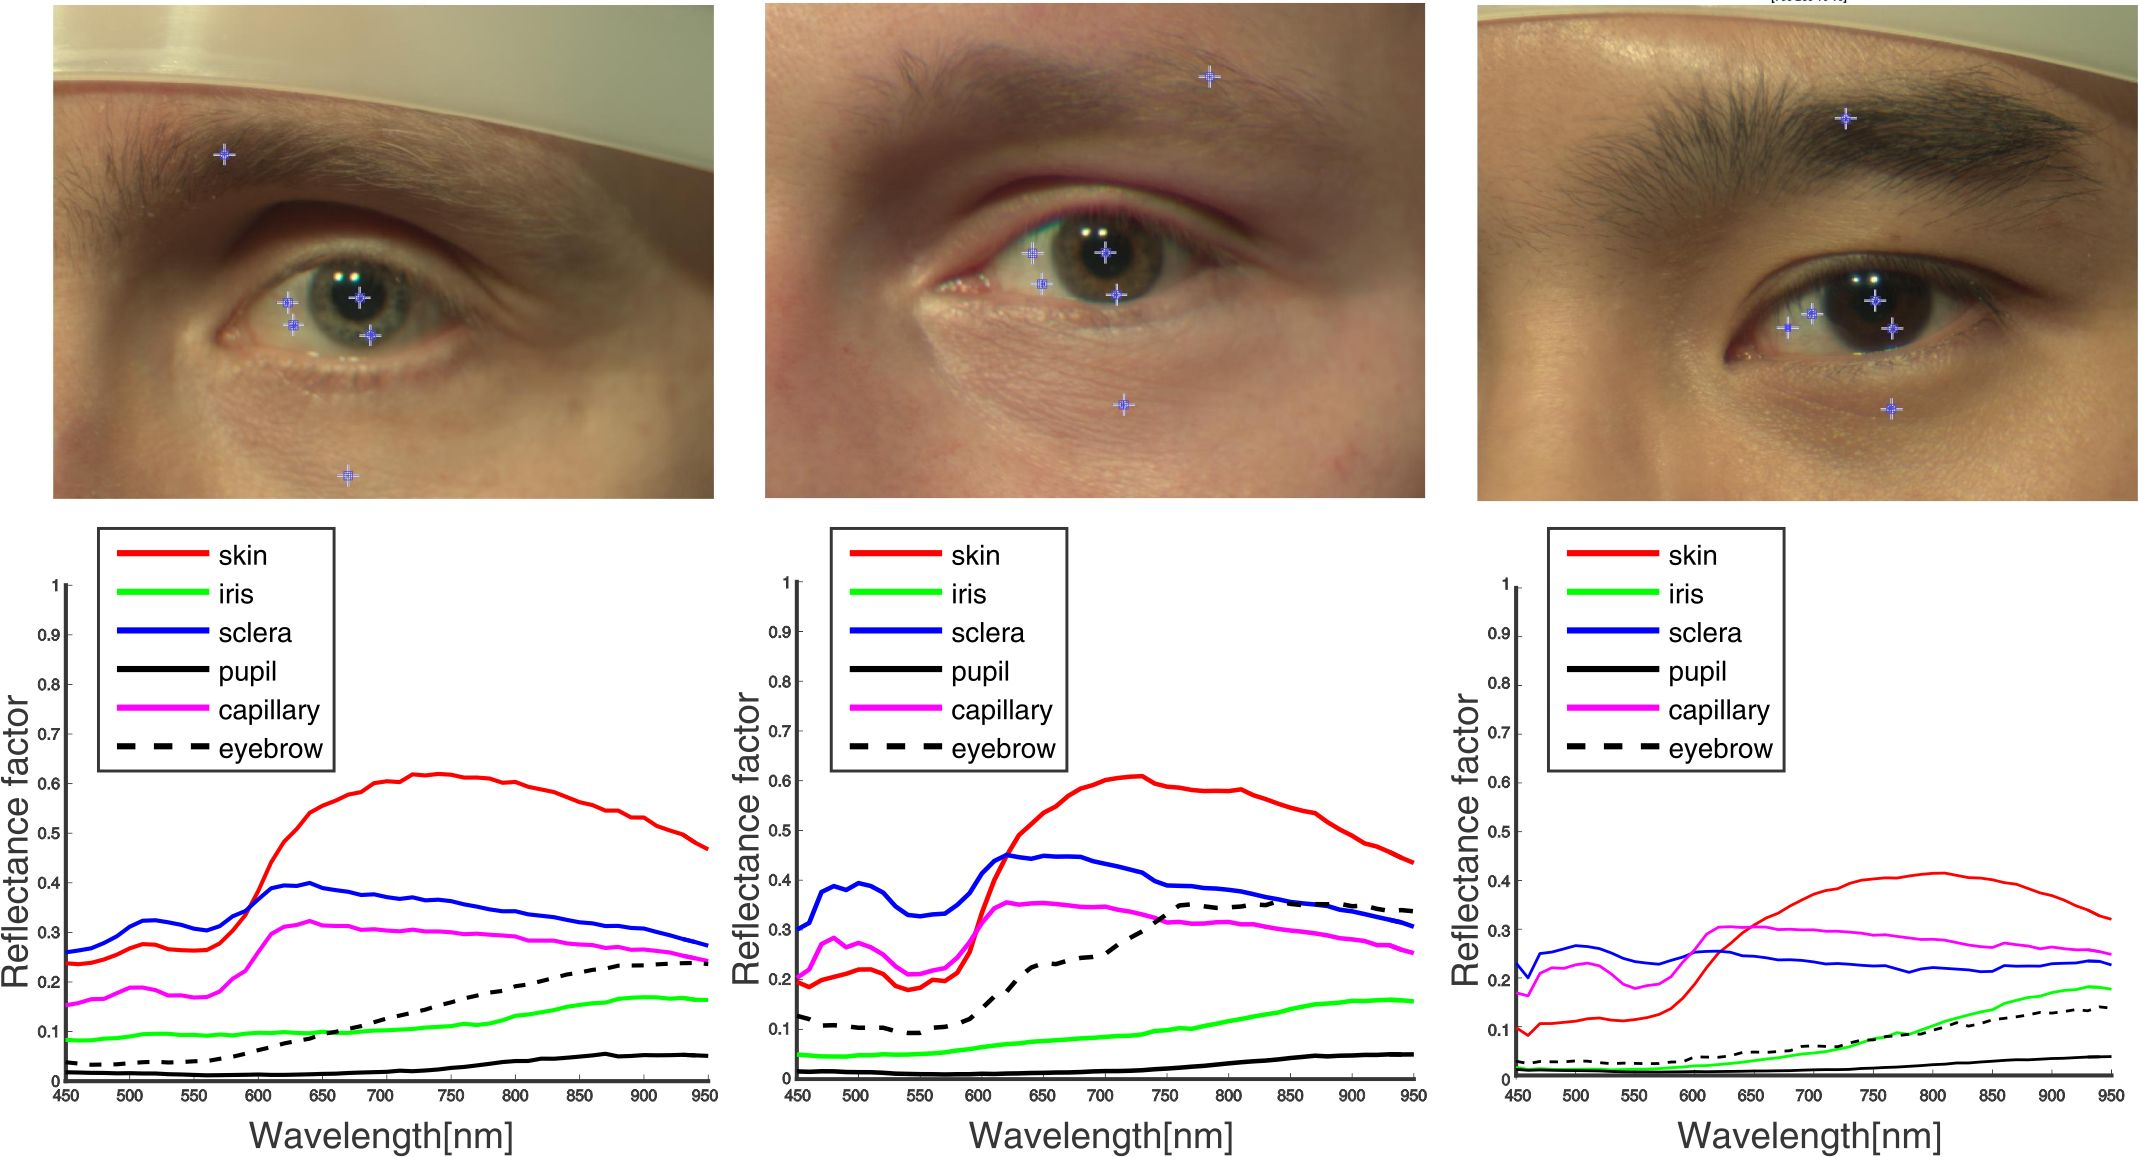 skin
iris
sclera
pupil
capillary
eyebrow
1
0.9
0.8
0.7
0.6
0.5
0.4
0.3
0.2
0.1
0
Reflectance factor
450 500 550 600 650 700 750 800 850 900 950
Wavelength[nm]
skin
iris
sclera
pupil
capillary
eyebrow
1
0.9
0.8
0.7
0.6
0.5
0.4
0.3
0.2
0.1
0
Reflectance factor
450 500 550 600 650 700 750 800 850 900 950
Wavelength[nm]
skin
iris
sclera
pupil
capillary
eyebrow
1
0.9
0.8
0.7
0.6
0.5
0.4
0.3
0.2
0.1
0
Reflectance factor
450 500 550 600 650 700 750 800 850 900 950
Wavelength[nm]